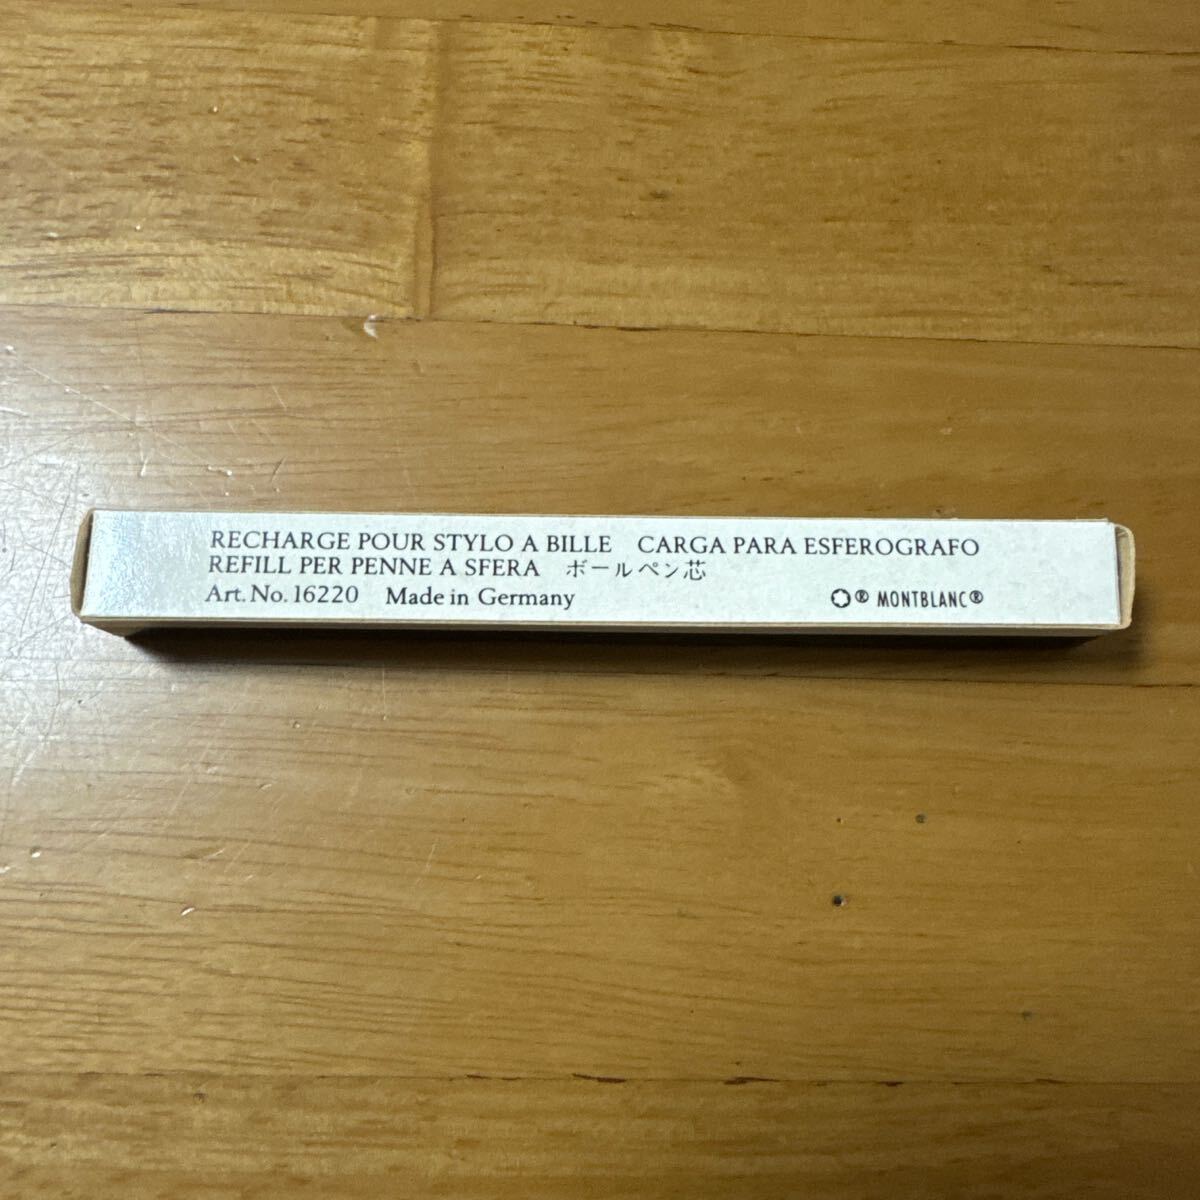 RECHARGE POUR STYLO A BILLE CARGA PARA ESFEROGRAFO
REFILL PER PENNE A SFERA ボールペン芯
Art. No. 16220 Made in Germany ® MONTBLANC®